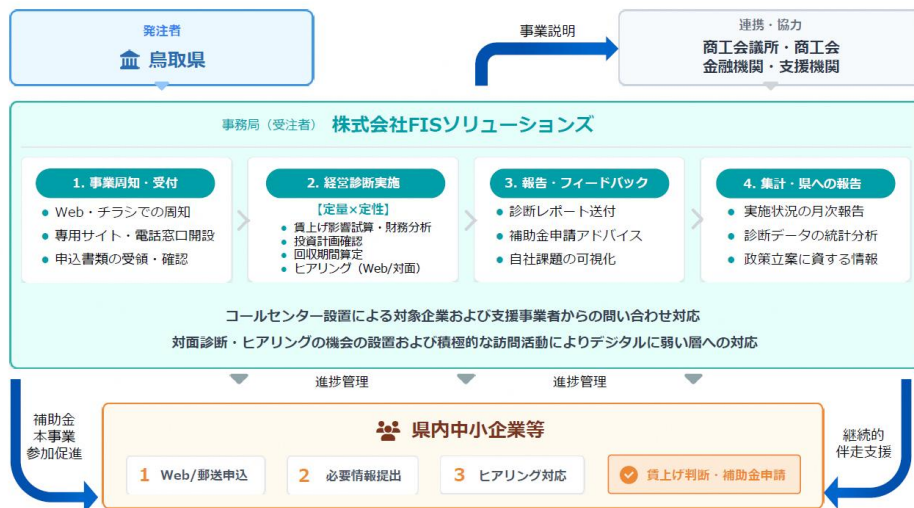 発注者
鳥取県
事業説明
連携・協力
商工会議所・商工会
金融機関・支援機関
事務局（受注者） 株式会社FISソリューションズ
1. 事業周知・受付
Web・チラシでの周知
専用サイト・電話窓口開設
申込書類の受領・確認
2. 経営診断実施
【定量×定性】
賃上げ影響試算・財務分析
投資計画確認
回収期間算定
ヒアリング（Web/対面）
3. 報告・フィードバック
診断レポート送付
補助金申請アドバイス
自社課題の可視化
4. 集計・県への報告
実施状況の月次報告
診断データの統計分析
政策立案に資する情報
コールセンター設置による対象企業および支援事業者からの問い合わせ対応
対面診断・ヒアリングの機会の設置および積極的な訪問活動によりデジタルに弱い層への対応
進捗管理
進捗管理
補助金
本事業
参加促進
県内中小企業等
1 Web/郵送申込
2 必要情報提出
3 ヒアリング対応
賃上げ判断・補助金申請
継続的
伴走支援